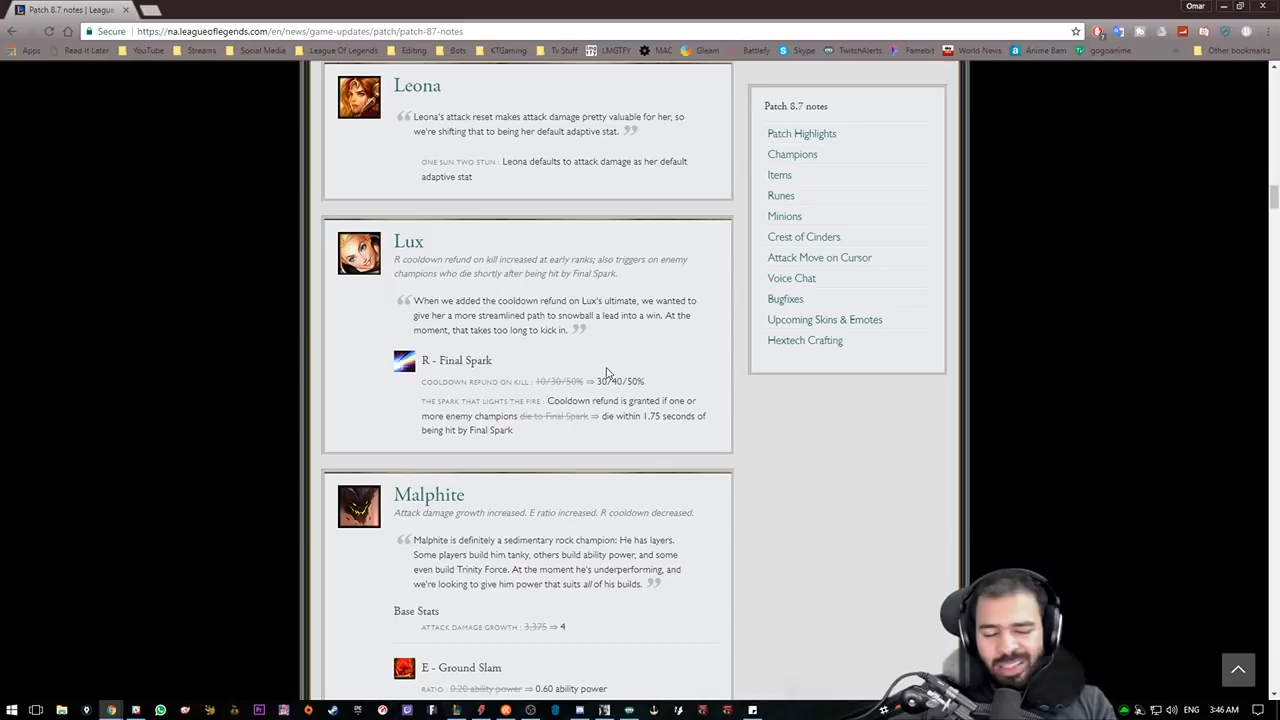 Patch 8.7 notes | League
Omar
Secure
https://na.leagueoflegends.com/en/news/game-updates/patch/patch-87-notes
Apps Read It Later YouTube Streams Social Media League Of Legends Editing Bots KTGaming Tv Stuff LMGTFY MAC Gleam Battlefy Skype TwitchAlerts Famebit World News Anime Bam gogoanime Other bookmarks
Leona
Leona's attack reset makes attack damage pretty valuable for her, so
we're shifting that to being her default adaptive stat.
ONE SUN TWO STUN : Leona defaults to attack damage as her default
adaptive stat
Lux
R cooldown refund on kill increased at early ranks; also triggers on enemy
champions who die shortly after being hit by Final Spark.
When we added the cooldown refund on Lux's ultimate, we wanted to
give her a more streamlined path to snowball a lead into a win. At the
moment, that takes too long to kick in.
R - Final Spark
COOLDOWN REFUND ON KILL : 10/30/50% ⇒ 30/40/50%
THE SPARK THAT LIGHTS THE FIRE : Cooldown refund is granted if one or
more enemy champions die to Final Spark ⇒ die within 1.75 seconds of
being hit by Final Spark
Malphite
Attack damage growth increased. E ratio increased. R cooldown decreased.
Malphite is definitely a sedimentary rock champion: He has layers.
Some players build him tanky, others build ability power, and some
even build Trinity Force. At the moment he's underperforming, and
we're looking to give him power that suits all of his builds.
Base Stats
ATTACK DAMAGE GROWTH : 3.375 ⇒ 4
E - Ground Slam
RATIO : 0.20 ability power ⇒ 0.60 ability power
Patch 8.7 notes
Patch Highlights
Champions
Items
Runes
Minions
Crest of Cinders
Attack Move on Cursor
Voice Chat
Bugfixes
Upcoming Skins & Emotes
Hextech Crafting
ENG 3:46 AM